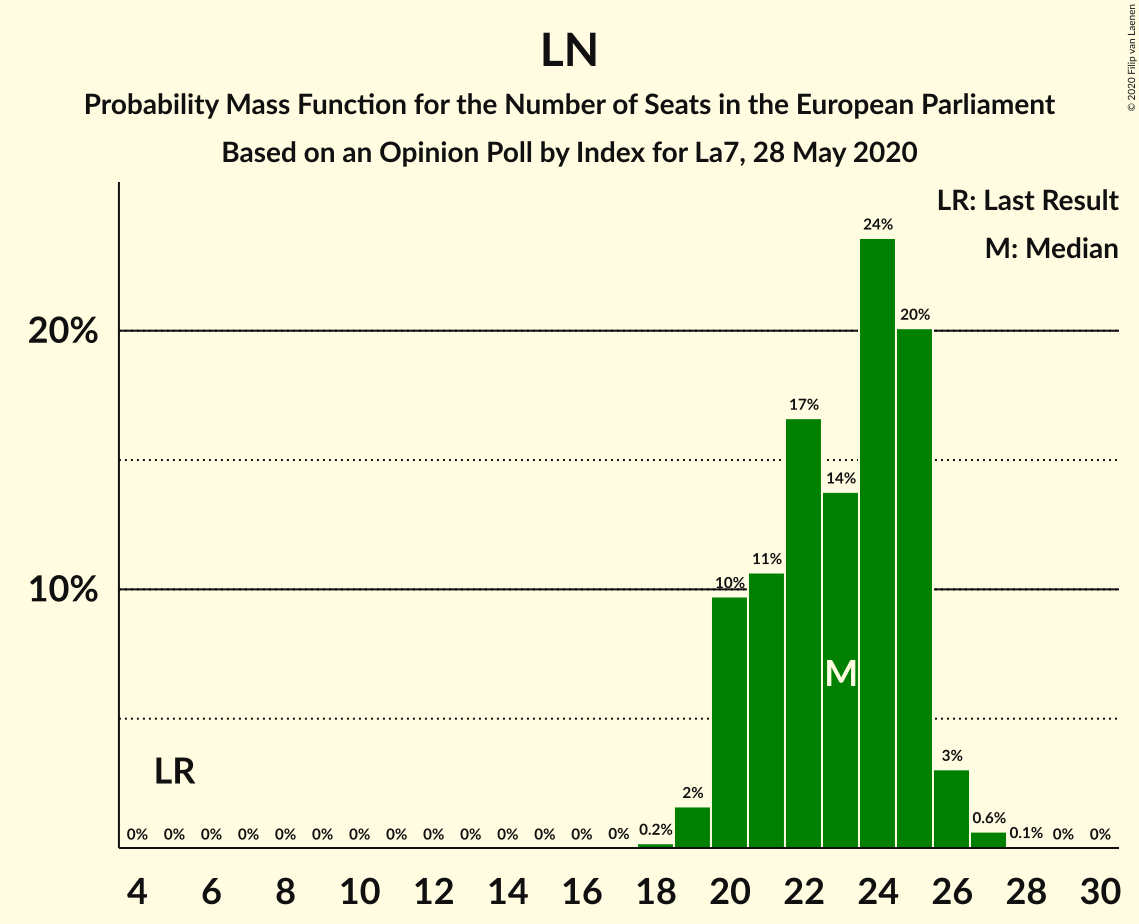 LN
Probability Mass Function for the Number of Seats in the European Parliament
Based on an Opinion Poll by Index for La7, 28 May 2020
© 2020 Filip van Laenen
LR: Last Result
M: Median
24%
20%
20%
17%
14%
11%
10%
10%
M
LR
3%
2%
0% 0% 0% 0% 0% 0% 0% 0% 0% 0% 0% 0% 0% 0% 0.2% 0.6% 0.1% 0% 0%
4 6 8 10 12 14 16 18 20 22 24 26 28 30